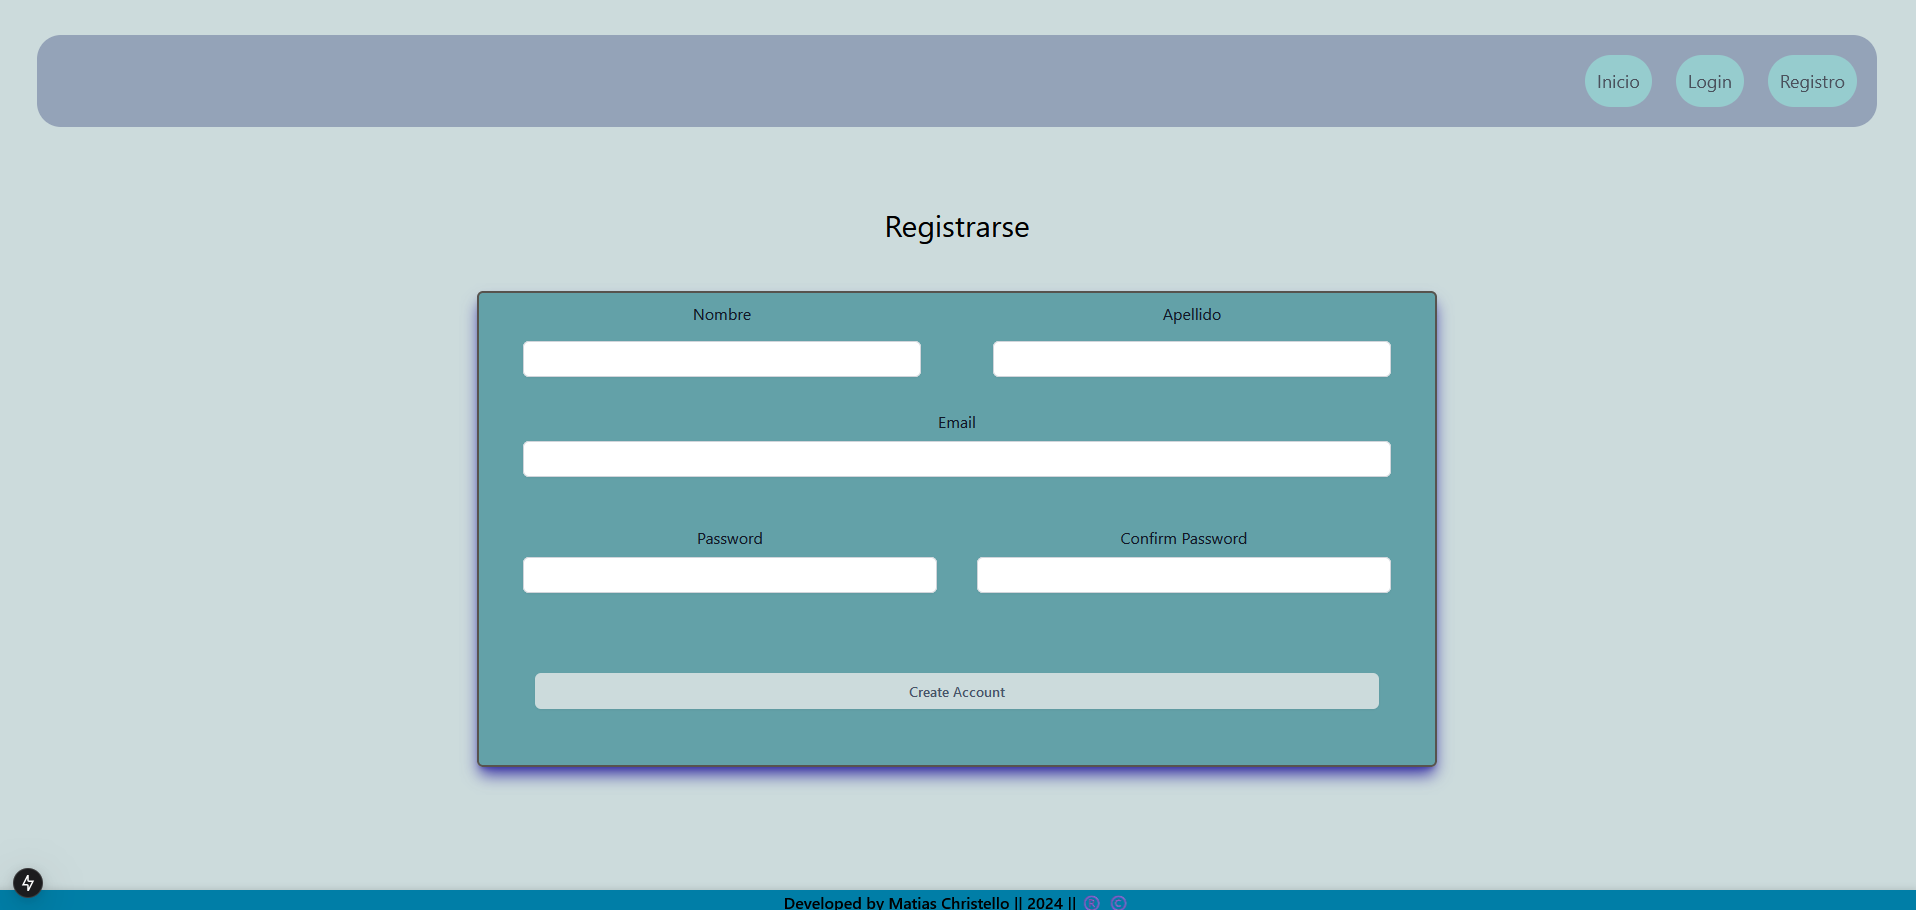 Inicio Login Registro
Registrarse
Nombre Apellido
Email
Password Confirm Password
Create Account
Developed by Matias Christello || 2024 || ® ©